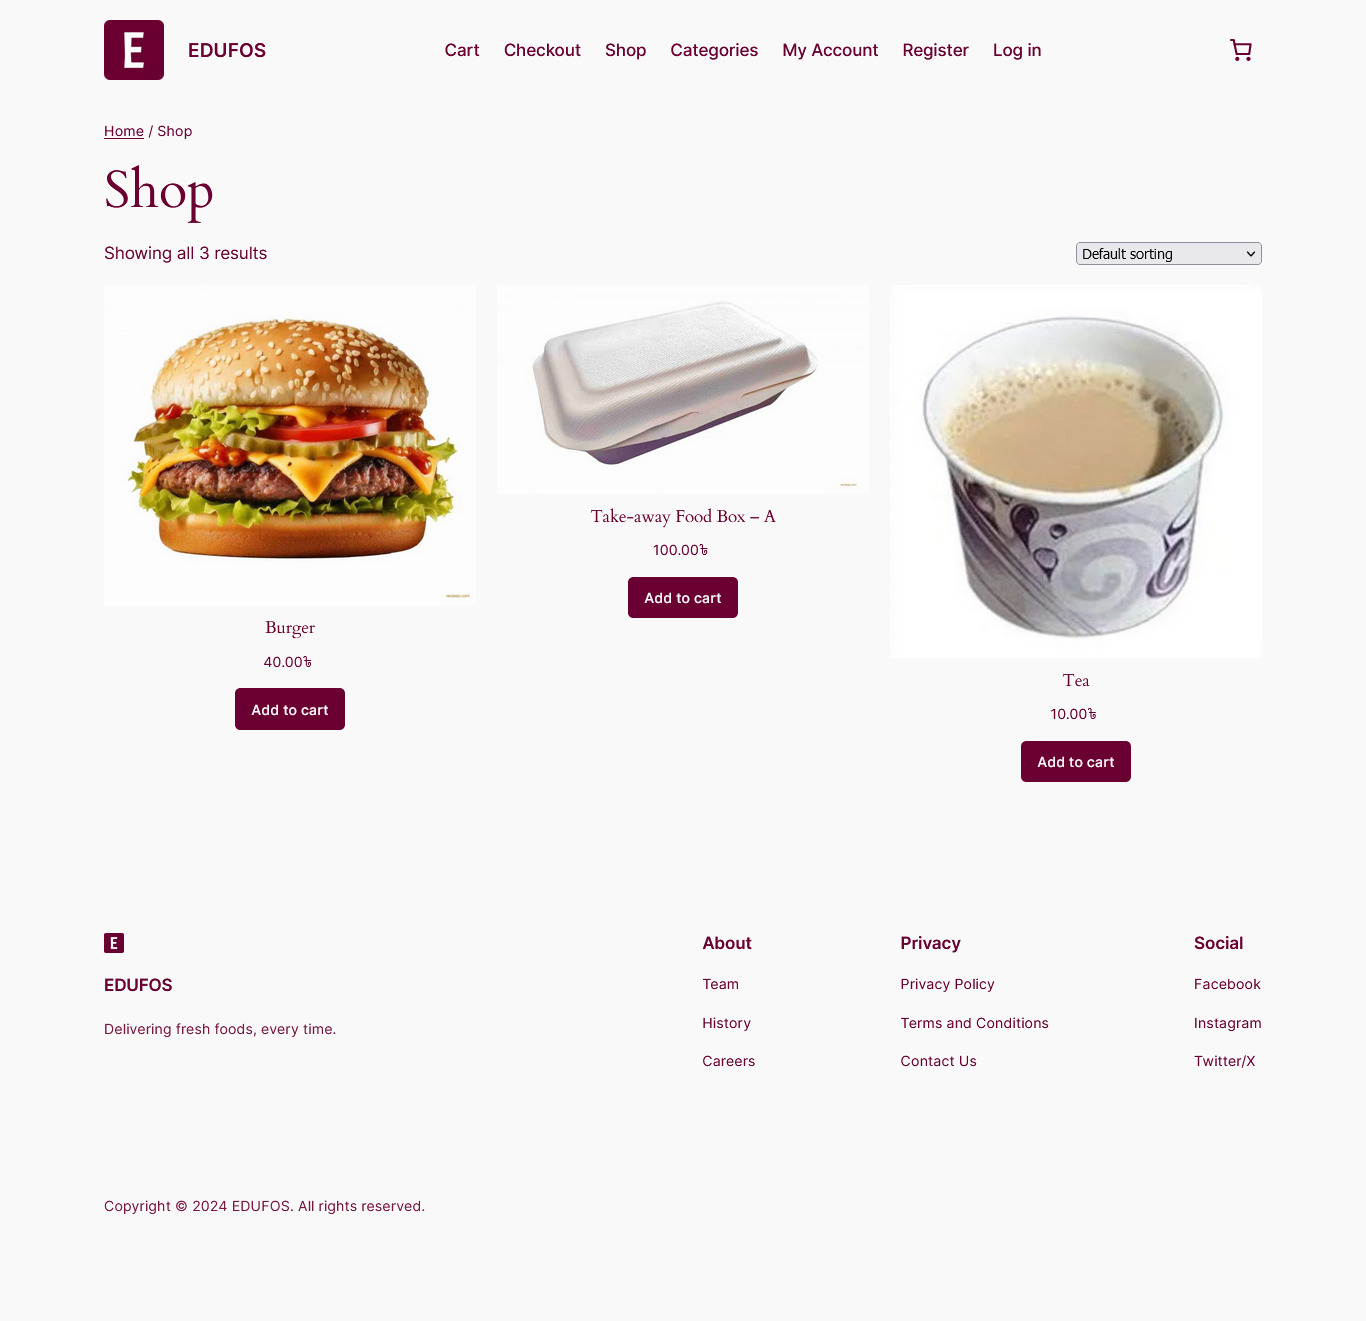 E
EDUFOS
Cart Checkout Shop Categories My Account Register Log in
Home / Shop
Shop
Showing all 3 results
Default sorting
Burger
40.00৳
Add to cart
Take-away Food Box – A
100.00৳
Add to cart
Tea
10.00৳
Add to cart
E
EDUFOS
Delivering fresh foods, every time.
About
Team
History
Careers
Privacy
Privacy Policy
Terms and Conditions
Contact Us
Social
Facebook
Instagram
Twitter/X
Copyright © 2024 EDUFOS. All rights reserved.